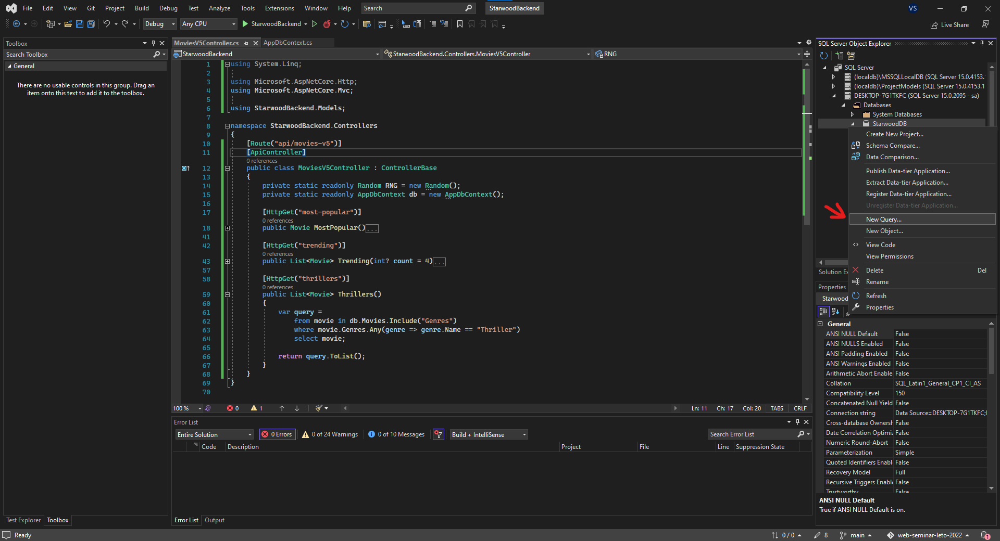 File Edit View Git Project Build Debug Test Analyze Tools Extensions Window Help Search StarwoodBackend VS
Debug Any CPU StarwoodBackend Live Share
Toolbox
Search Toolbox
General
There are no usable controls in this group. Drag an
item onto this text to add it to the toolbox.
Test Explorer Toolbox
MoviesV5Controller.cs AppDbContext.cs
StarwoodBackend StarwoodBackend.Controllers.MoviesV5Controller RNG
1 using System.Linq;
2
3 using Microsoft.AspNetCore.Http;
4 using Microsoft.AspNetCore.Mvc;
5
6 using StarwoodBackend.Models;
7
8 namespace StarwoodBackend.Controllers
9 {
10 [Route("api/movies-v5")]
11 [ApiController]
0 references
12 public class MoviesV5Controller : ControllerBase
13 {
14 private static readonly Random RNG = new Random();
15 private static readonly AppDbContext db = new AppDbContext();
16
17 [HttpGet("most-popular")]
0 references
18 public Movie MostPopular()...
41
42 [HttpGet("trending")]
0 references
43 public List<Movie> Trending(int? count = 4)...
57
58 [HttpGet("thrillers")]
0 references
59 public List<Movie> Thrillers()
60 {
61 var query =
62 from movie in db.Movies.Include("Genres")
63 where movie.Genres.Any(genre => genre.Name == "Thriller")
64 select movie;
65
66 return query.ToList();
67 }
68 }
69 }
70
100 % 0 1 Ln: 11 Ch: 17 Col: 20 TABS CRLF
Error List
Entire Solution 0 Errors 0 of 24 Warnings 0 of 10 Messages Build + IntelliSense Search Error List
Code Description Project File Line Suppression State
Error List Output
SQL Server Object Explorer
SQL Server
(localdb)\MSSQLLocalDB (SQL Server 15.0.4153.
(localdb)\ProjectModels (SQL Server 15.0.4153.1
DESKTOP-7G1TKFC (SQL Server 15.0.2095 - sa)
Databases
System Databases
StarwoodDB
Create New Project...
Schema Compare...
Data Comparison...
Publish Data-tier Application...
Extract Data-tier Application...
Register Data-tier Application...
Unregister Data-tier Application...
New Query...
New Object...
View Code
View Permissions
Delete Del
Rename
Refresh
Properties
Solution Ex
Properties
Starwood
General
ANSI NULL Default False
ANSI NULLS Enabled False
ANSI Padding Enabled False
ANSI Warnings Enabled False
Arithmetic Abort Enable False
Collation SQL_Latin1_General_CP1_CI_AS
Compatibility Level 150
Concatenated Null Yield False
Connection string Data Source=DESKTOP-7G1TKFC;
Cross-database Ownersh False
Date Correlation Optimiz False
Numeric Round-Abort False
Parameterization Simple
Quoted Identifiers Enabl False
Recovery Model Full
Recursive Triggers Enabl False
Trustworthy False
ANSI NULL Default
True if ANSI NULL Default is on.
Ready 0 / 0 8 main web-seminar-leto-2022 1